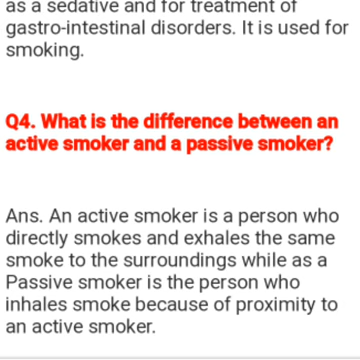 as a sedative and for treatment of
gastro-intestinal disorders. It is used for
smoking.
Q4. What is the difference between an
active smoker and a passive smoker?
Ans. An active smoker is a person who
directly smokes and exhales the same
smoke to the surroundings while as a
Passive smoker is the person who
inhales smoke because of proximity to
an active smoker.